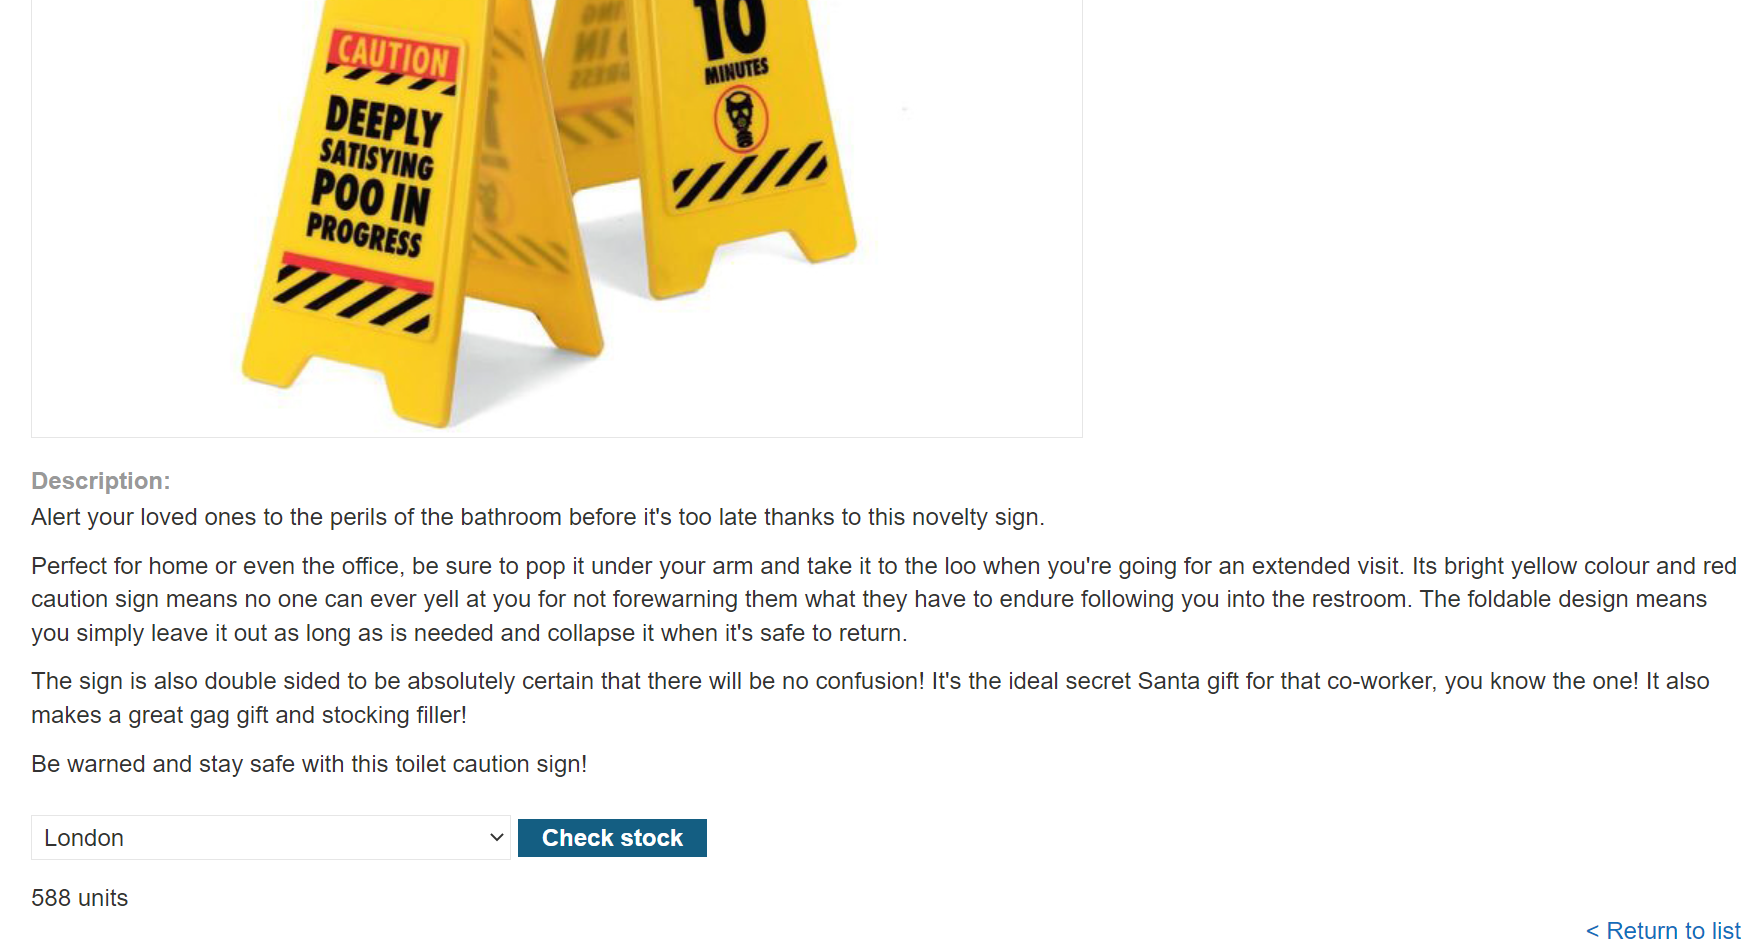 CAUTION
DEEPLY
SATISYING
POO IN
PROGRESS
10
MINUTES
Description:
Alert your loved ones to the perils of the bathroom before it's too late thanks to this novelty sign.
Perfect for home or even the office, be sure to pop it under your arm and take it to the loo when you're going for an extended visit. Its bright yellow colour and red
caution sign means no one can ever yell at you for not forewarning them what they have to endure following you into the restroom. The foldable design means
you simply leave it out as long as is needed and collapse it when it's safe to return.
The sign is also double sided to be absolutely certain that there will be no confusion! It's the ideal secret Santa gift for that co-worker, you know the one! It also
makes a great gag gift and stocking filler!
Be warned and stay safe with this toilet caution sign!
London
Check stock
588 units
< Return to list